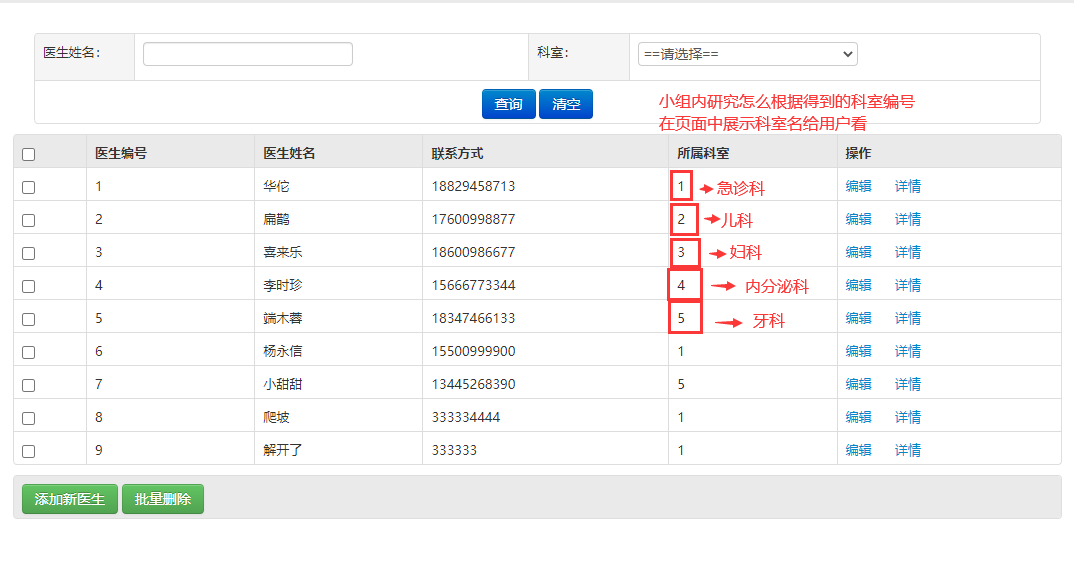 医生姓名：
科室：
==请选择==
查询 清空
小组内研究怎么根据得到的科室编号
在页面中展示科室名给用户看
医生编号 医生姓名 联系方式 所属科室 操作
1 华佗 18829458713 1 急诊科 编辑 详情
2 扁鹊 17600998877 2 儿科 编辑 详情
3 喜来乐 18600986677 3 妇科 编辑 详情
4 李时珍 15666773344 4 内分泌科 编辑 详情
5 端木蓉 18347466133 5 牙科 编辑 详情
6 杨永信 15500999900 1 编辑 详情
7 小甜甜 13445268390 5 编辑 详情
8 爬坡 333334444 1 编辑 详情
9 解开了 333333 1 编辑 详情
添加新医生 批量删除